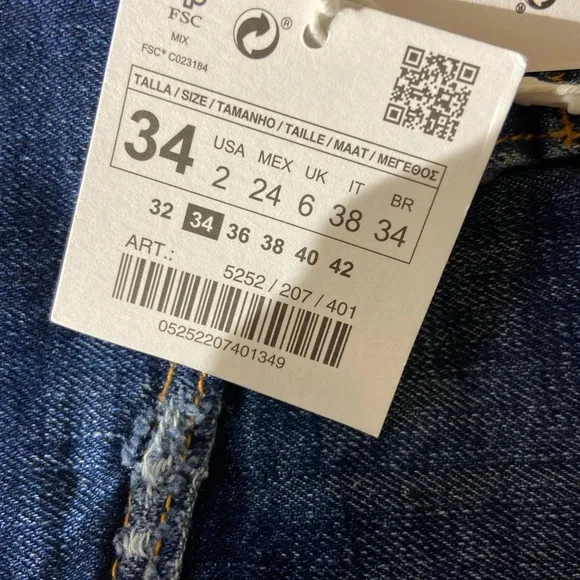 FSC
MIX
FSC® C023184
®
®
TALLA / SIZE / TAMANHO / TAILLE / MAAT / ΜΕΓΕΘΟΣ
34 USA MEX UK IT BR
2 24 6 38 34
32 34 36 38 40 42
ART.:
5252 / 207 / 401
05252207401349